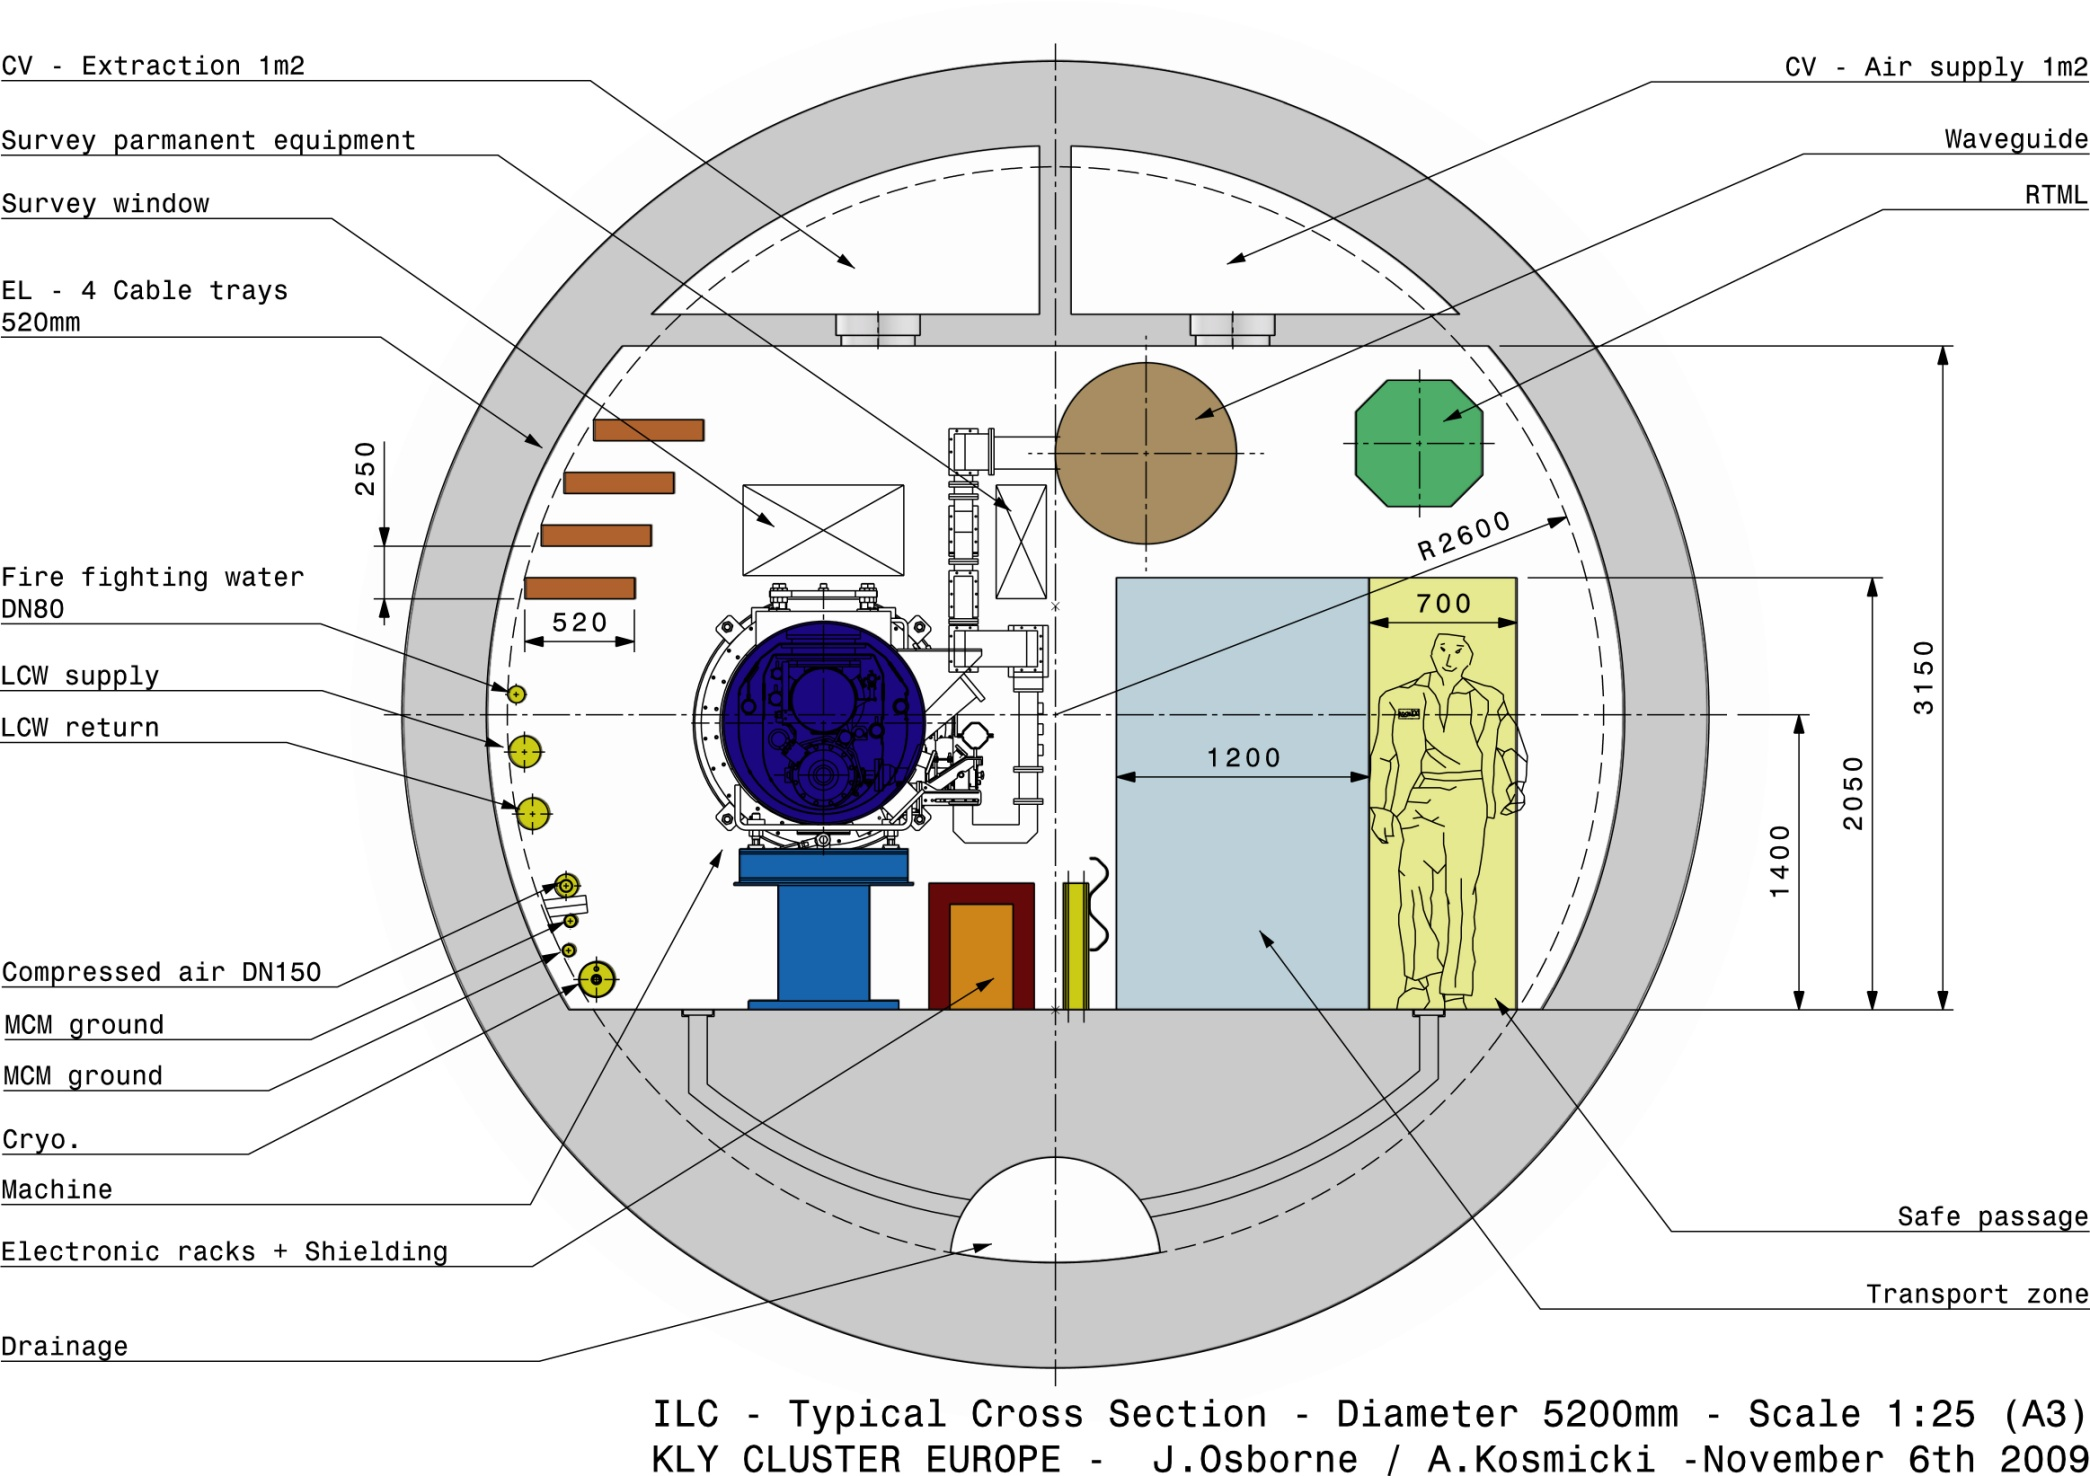 CV - Extraction 1m2
Survey parmanent equipment
Survey window
EL - 4 Cable trays
520mm
250
520
Fire fighting water
DN80
LCW supply
LCW return
Compressed air DN150
MCM ground
MCM ground
Cryo.
Machine
Electronic racks + Shielding
Drainage
CV - Air supply 1m2
Waveguide
RTML
R2600
700
1200
3150
2050
1400
Safe passage
Transport zone
ILC - Typical Cross Section - Diameter 5200mm - Scale 1:25 (A3)
KLY CLUSTER EUROPE - J.Osborne / A.Kosmicki -November 6th 2009